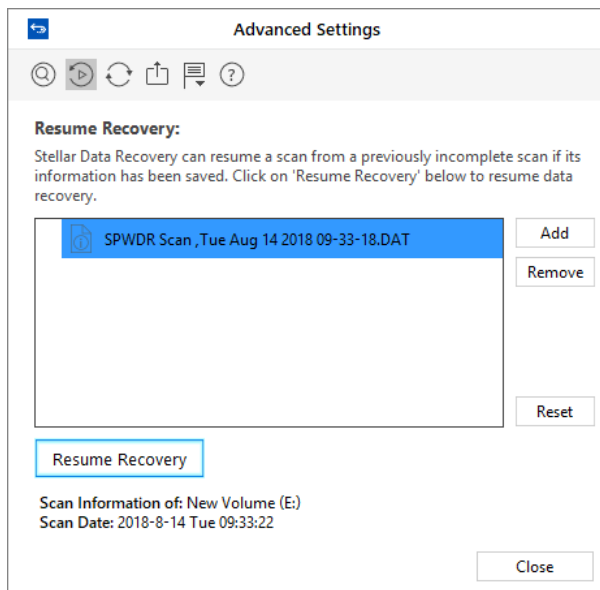 Advanced Settings
?
Resume Recovery:
Stellar Data Recovery can resume a scan from a previously incomplete scan if its
information has been saved. Click on 'Resume Recovery' below to resume data
recovery.
SPWDR Scan ,Tue Aug 14 2018 09-33-18.DAT
Add
Remove
Reset
Resume Recovery
Scan Information of: New Volume (E:)
Scan Date: 2018-8-14 Tue 09:33:22
Close